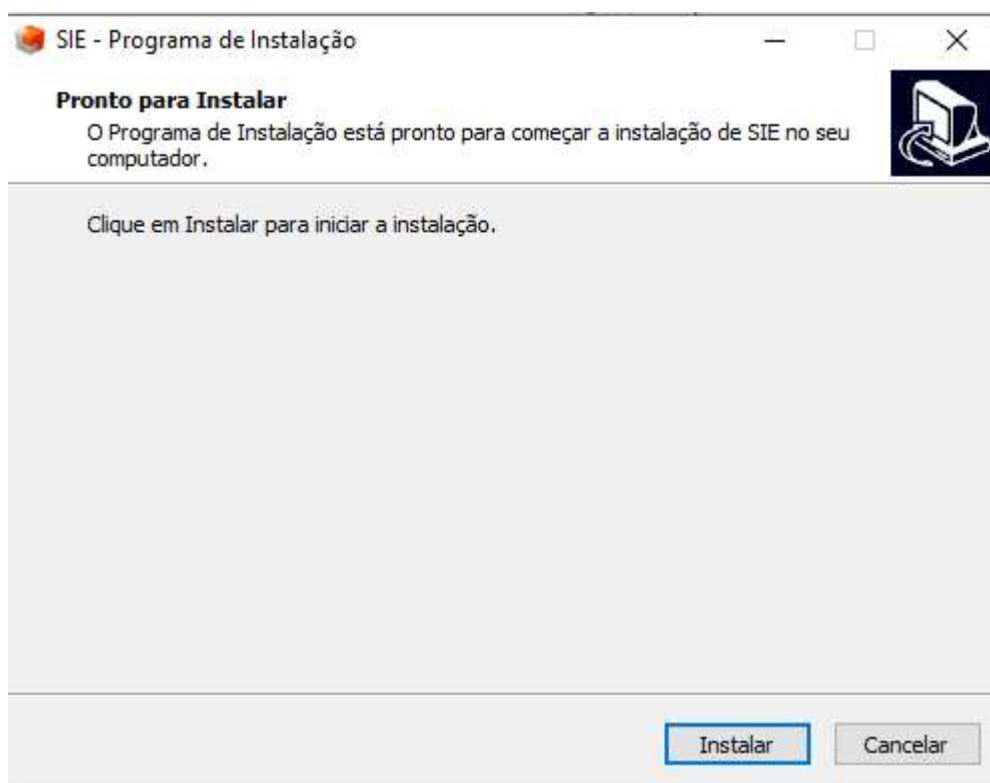 SIE - Programa de Instalação
Pronto para Instalar
O Programa de Instalação está pronto para começar a instalação de SIE no seu
computador.
Clique em Instalar para iniciar a instalação.
Instalar
Cancelar